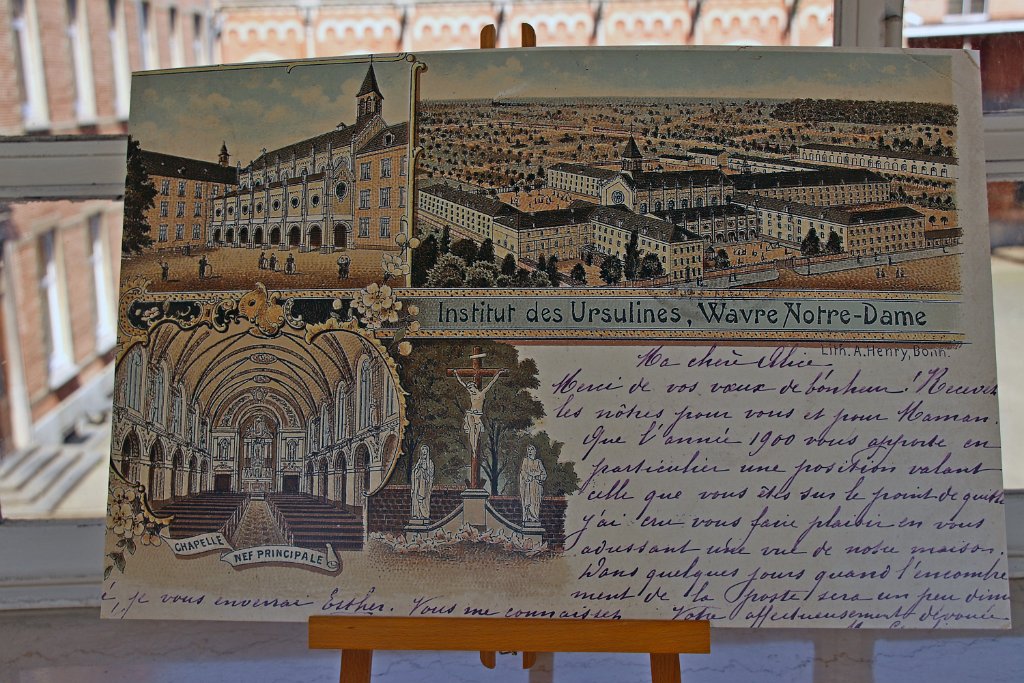 Institut des Ursulines, Wavre Notre-Dame
Lith. A. Henry, Bonn.
CHAPELLE
NEF PRINCIPALE
Ma chère Alice,
Merci de vos vœux de bonheur! Recevez
les nôtres pour vous et pour Maman.
Que l'année 1900 vous apporte en
particulier une position valant
celle que vous êtes sur le point de quitte
j'ai cru vous faire plaisir en vous
adressant une vue de notre maison.
Dans quelques jours quand l'encombre
ment de la poste sera un peu dim
é, je vous enverrai Esther. Vous me connaissez
Votre affectueusement dévouée